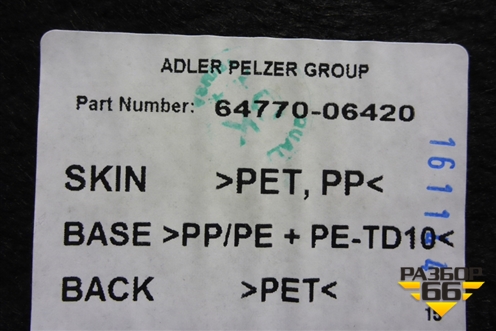 ADLER PELZER GROUP
Part Number: 64770-06420
SKIN >PET, PP<
BASE >PP/PE + PE-TD10<
BACK >PET<
РАЗБОР
66